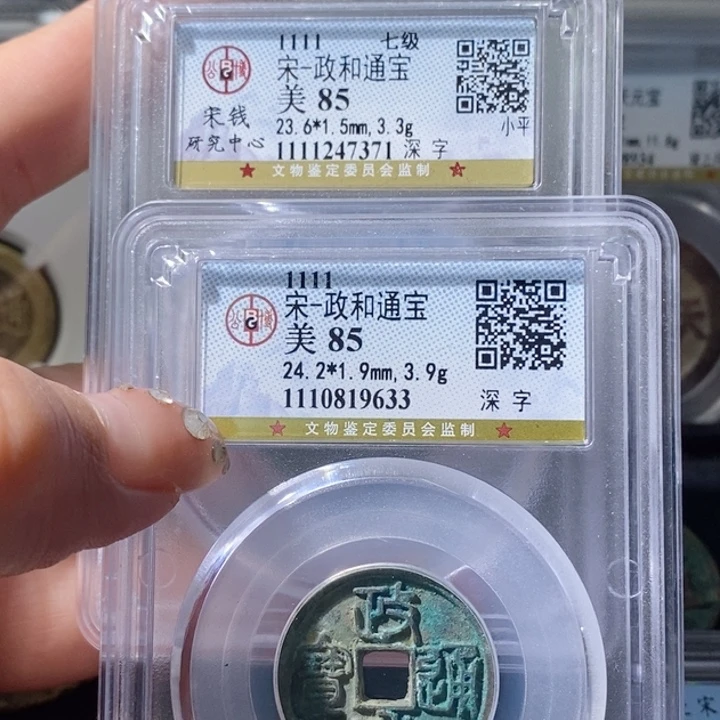 1111 七级
宋-政和通宝
美 85
23.6*1.5mm,3.3g
小平
宋钱
研究中心
1111247371 深 字
文物鉴定委员会监制
1111
宋-政和通宝
美 85
24.2*1.9mm,3.9g
1110819633 深 字
文物鉴定委员会监制
政
寶 通
元宝